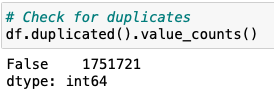 # Check for duplicates
df.duplicated().value_counts()
False    1751721
dtype: int64